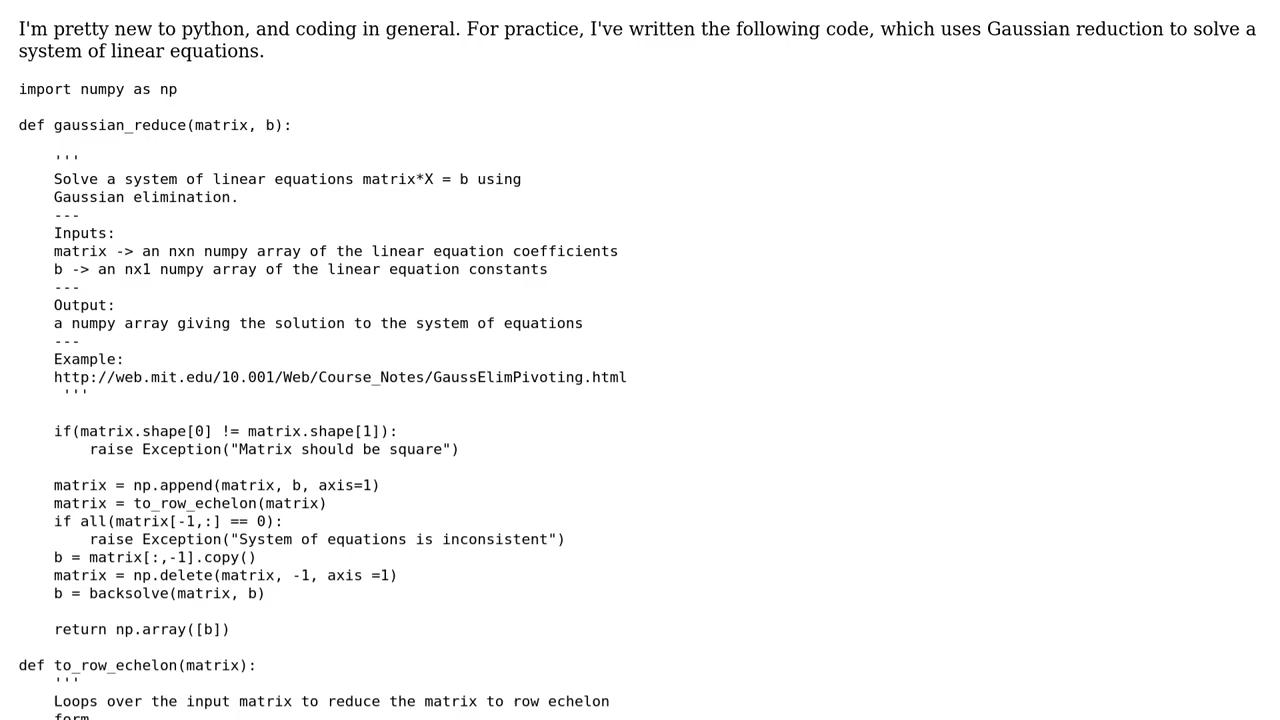 I'm pretty new to python, and coding in general. For practice, I've written the following code, which uses Gaussian reduction to solve a
system of linear equations.
import numpy as np
def gaussian_reduce(matrix, b):
'''
Solve a system of linear equations matrix*X = b using
Gaussian elimination.
---
Inputs:
matrix -> an nxn numpy array of the linear equation coefficients
b -> an nx1 numpy array of the linear equation constants
---
Output:
a numpy array giving the solution to the system of equations
---
Example:
http://web.mit.edu/10.001/Web/Course_Notes/GaussElimPivoting.html
'''
if(matrix.shape[0] != matrix.shape[1]):
raise Exception("Matrix should be square")
matrix = np.append(matrix, b, axis=1)
matrix = to_row_echelon(matrix)
if all(matrix[-1,:] == 0):
raise Exception("System of equations is inconsistent")
b = matrix[:,-1].copy()
matrix = np.delete(matrix, -1, axis =1)
b = backsolve(matrix, b)
return np.array([b])
def to_row_echelon(matrix):
'''
Loops over the input matrix to reduce the matrix to row echelon
form